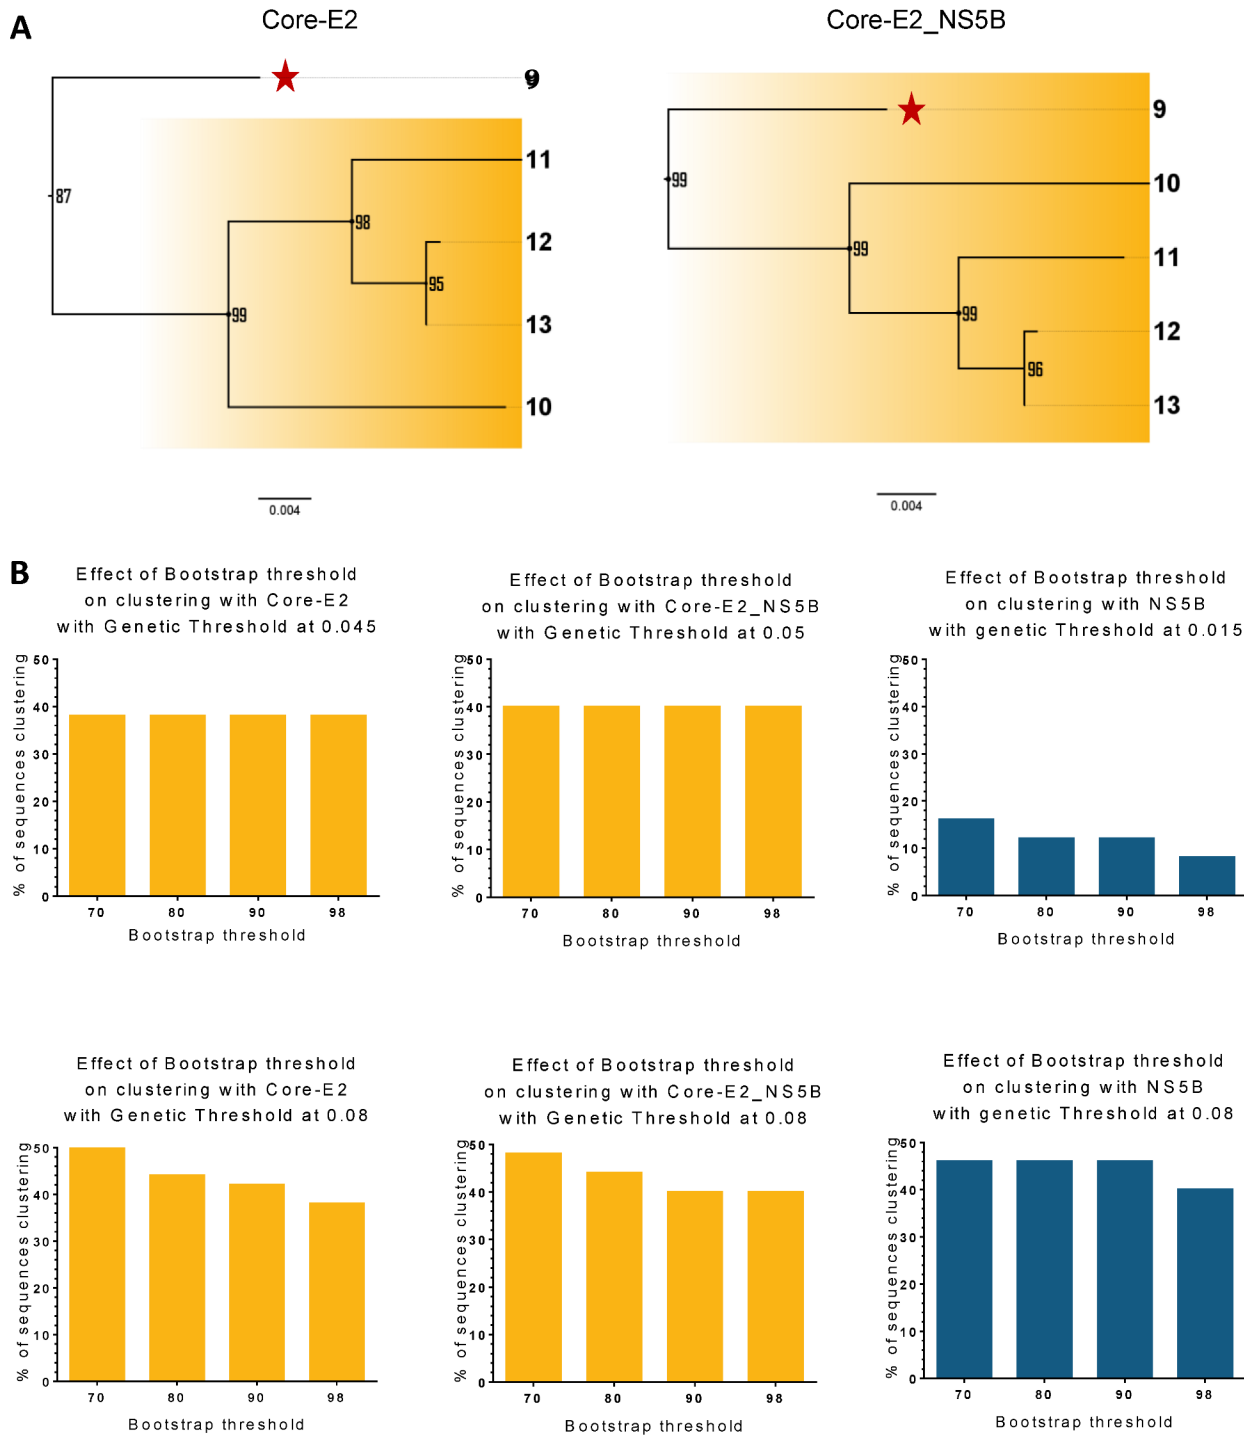 A
Core-E2
Core-E2_NS5B
9
11
12
13
10
87
98
95
99
0.004
9
10
11
12
13
99
99
99
96
0.004
B
Effect of Bootstrap threshold
on clustering with Core-E2
with Genetic Threshold at 0.045
% of sequences clustering
50
40
30
20
10
0
70 80 90 98
Bootstrap threshold
Effect of Bootstrap threshold
on clustering with Core-E2_NS5B
with Genetic Threshold at 0.05
% of sequences clustering
50
40
30
20
10
0
70 80 90 98
Bootstrap threshold
Effect of Bootstrap threshold
on clustering with NS5B
with genetic Threshold at 0.015
% of sequences clustering
50
40
30
20
10
0
70 80 90 98
Bootstrap threshold
Effect of Bootstrap threshold
on clustering with Core-E2
with Genetic Threshold at 0.08
% of sequences clustering
50
40
30
20
10
0
70 80 90 98
Bootstrap threshold
Effect of Bootstrap threshold
on clustering with Core-E2_NS5B
with Genetic Threshold at 0.08
% of sequences clustering
50
40
30
20
10
0
70 80 90 98
Bootstrap threshold
Effect of Bootstrap threshold
on clustering with NS5B
with genetic Threshold at 0.08
% of sequences clustering
50
40
30
20
10
0
70 80 90 98
Bootstrap threshold